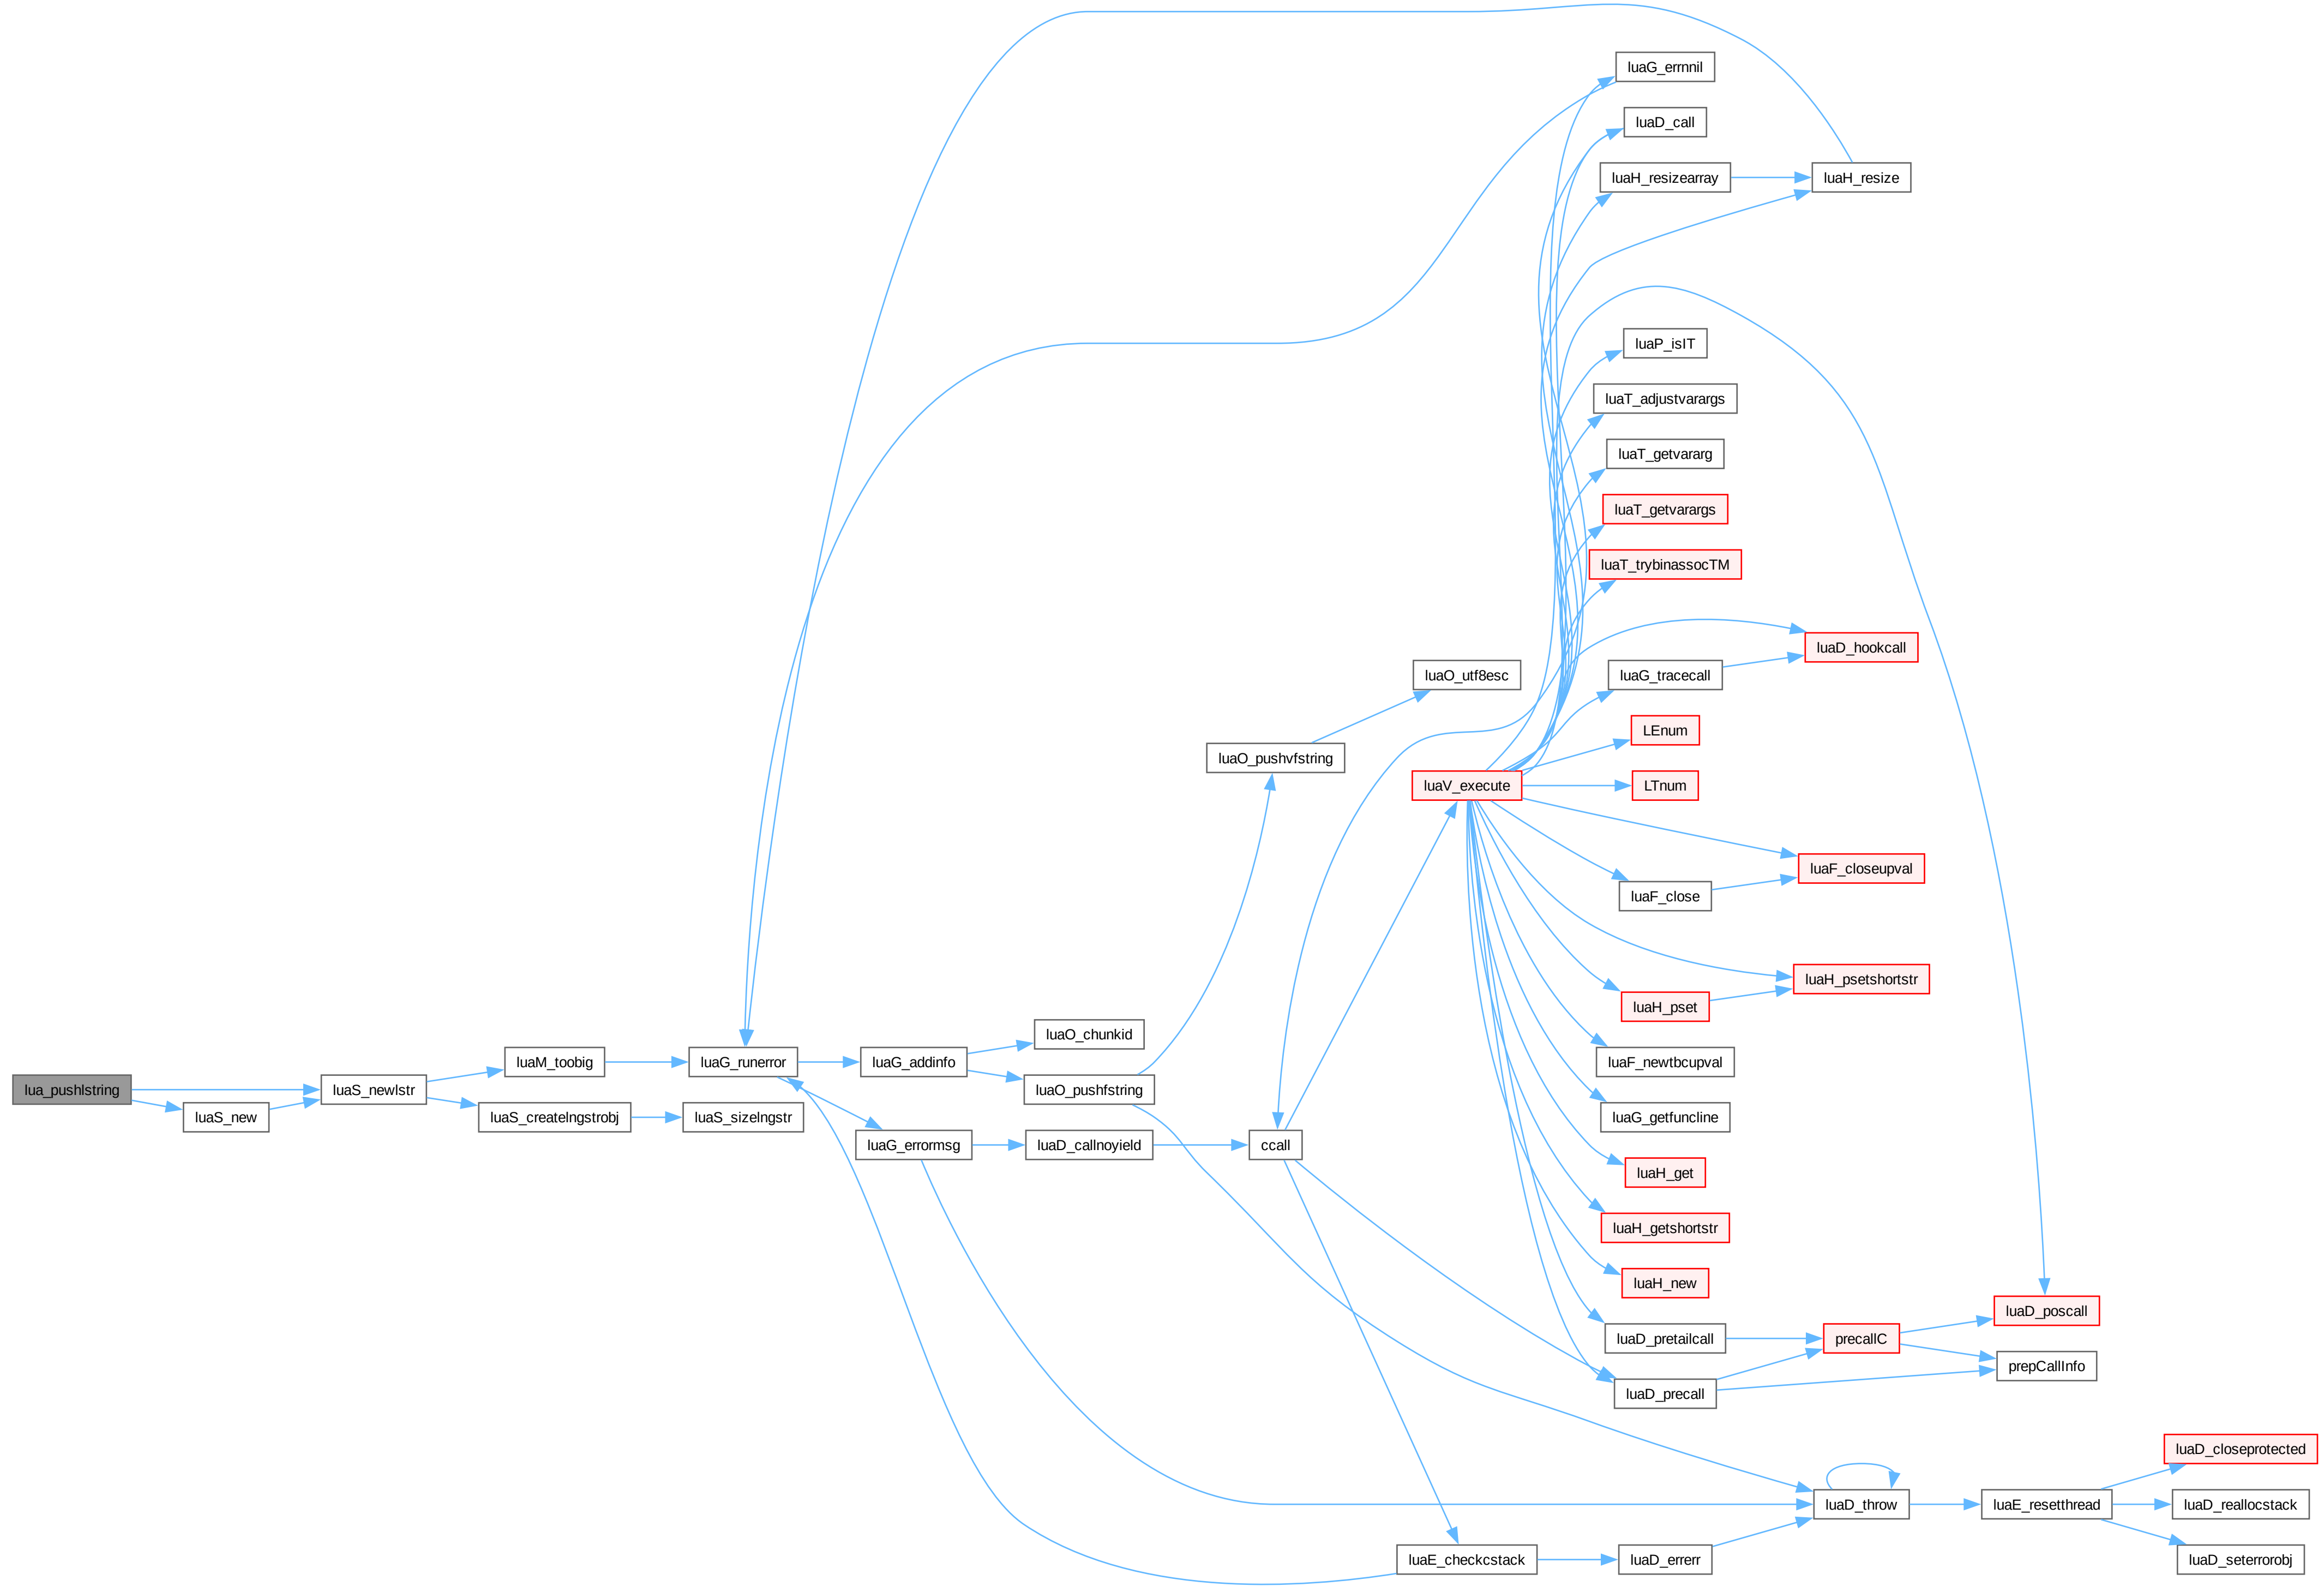 luaG_errnnil
luaD_call
luaH_resizearray
luaH_resize
luaP_isIT
luaT_adjustvarargs
luaT_getvararg
luaT_getvarargs
luaT_trybinassocTM
luaD_hookcall
luaO_utf8esc
luaG_tracecall
LEnum
luaO_pushvfstring
luaV_execute
LTnum
luaF_closeupval
luaF_close
luaH_psetshortstr
luaH_pset
luaO_chunkid
luaM_toobig
luaG_runerror
luaG_addinfo
luaF_newtbcupval
lua_pushlstring
luaS_newlstr
luaO_pushfstring
luaS_new
luaS_createlngstrobj
luaS_sizelngstr
luaG_getfuncline
luaG_errormsg
luaD_callnoyield
ccall
luaH_get
luaH_getshortstr
luaH_new
luaD_poscall
luaD_pretailcall
precallC
prepCallInfo
luaD_precall
luaD_closeprotected
luaD_throw
luaE_resetthread
luaD_reallocstack
luaE_checkcstack
luaD_errerr
luaD_seterrorobj